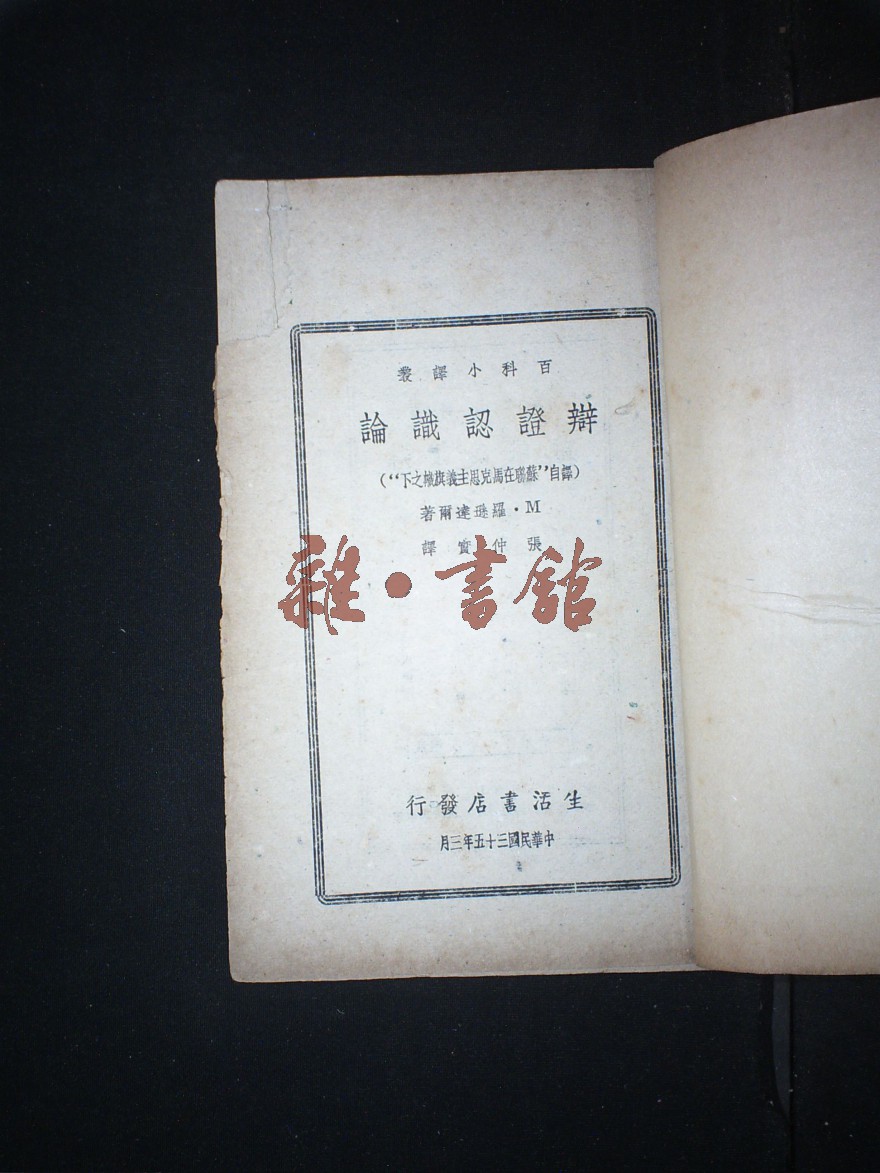 百科小譯叢
辯證認識論
(譯自"蘇聯在馬克思主義旗幟之下")
M·羅遜達爾著
張仲實譯
雜·書館
生活書店發行
中華民國三十五年三月